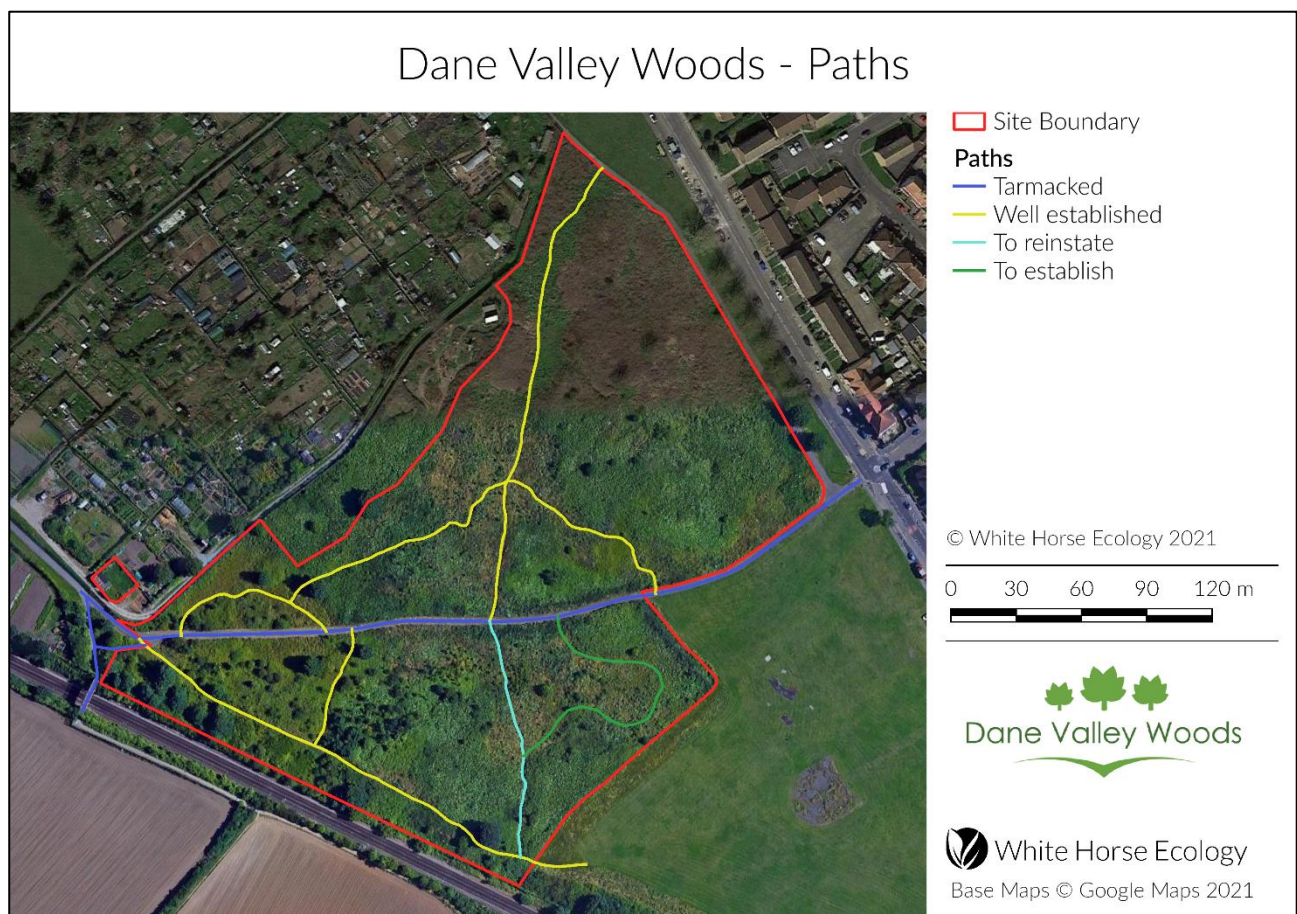 Dane Valley Woods - Paths
Site Boundary
Paths
Tarmacked
Well established
To reinstate
To establish
© White Horse Ecology 2021
0 30 60 90 120 m
Dane Valley Woods
White Horse Ecology
Base Maps © Google Maps 2021